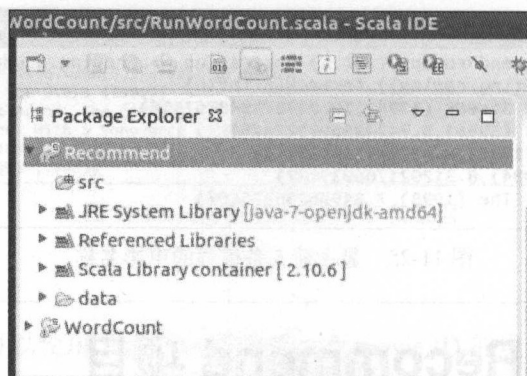 WordCount/src/RunWordCount.scala - Scala IDE
010
Package Explorer
Recommend
src
JRE System Library [java-7-openjdk-amd64]
Referenced Libraries
Scala Library container [ 2.10.6 ]
data
WordCount